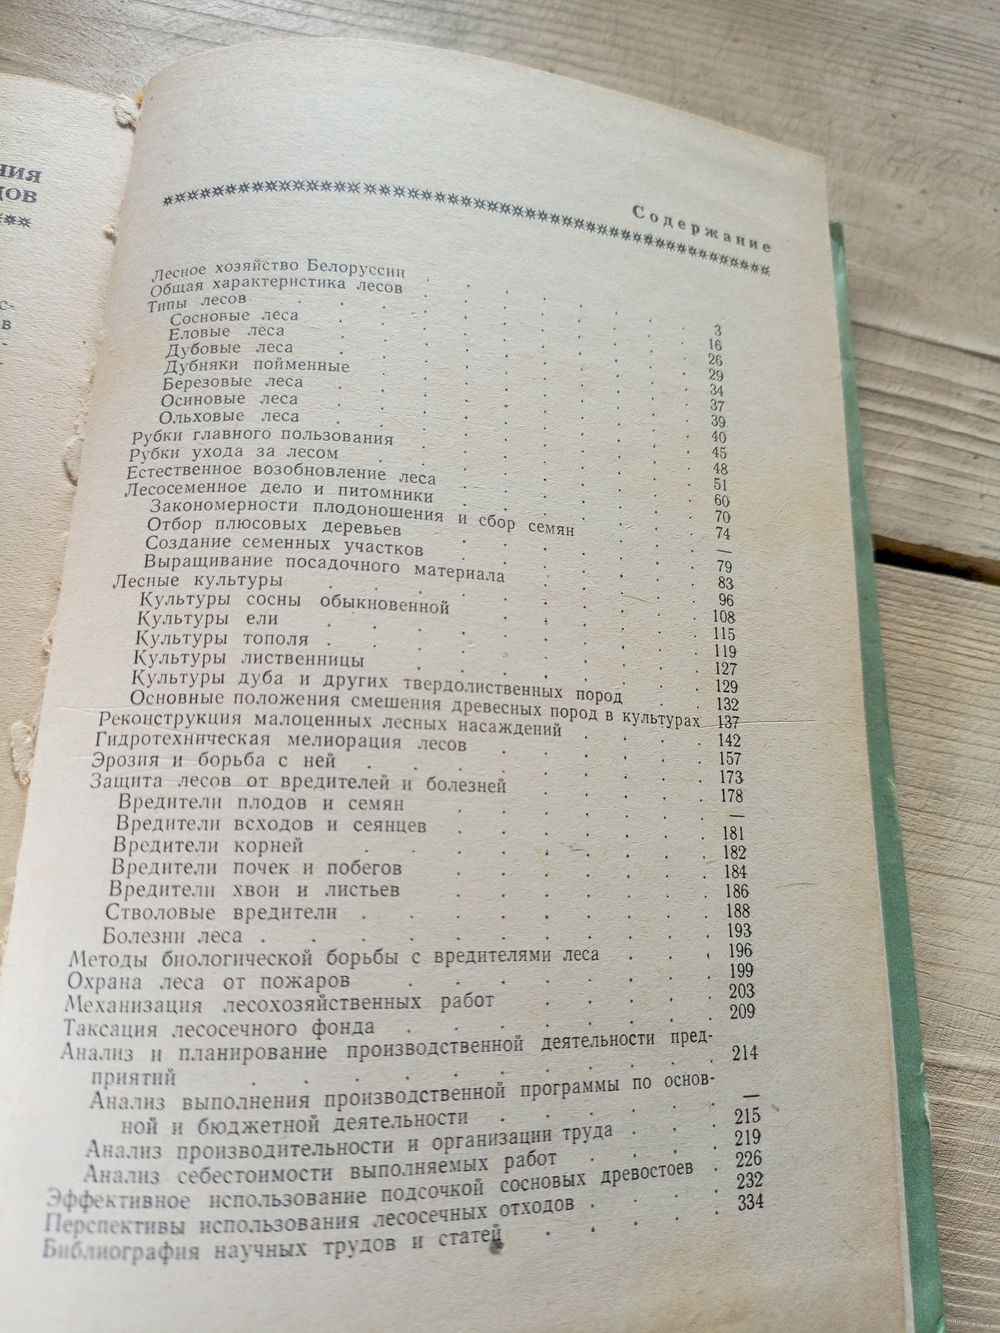 НИЯ
ДОВ
с-
в
Содержание
Лесное хозяйство Белоруссии . . . . . . . 3
Общая характеристика лесов . . . . . . . 16
Типы лесов . . . . . . . 26
Сосновые леса . . . . . . . 29
Еловые леса . . . . . . . 34
Дубовые леса . . . . . . . 37
Дубняки пойменные . . . . . . . 39
Березовые леса . . . . . . . 40
Осиновые леса . . . . . . . 45
Ольховые леса . . . . . . . 48
Рубки главного пользования . . . . . . . 51
Рубки ухода за лесом . . . . . . . 60
Естественное возобновление леса . . . . . . 70
Лесосеменное дело и питомники . . . . . . 74
Закономерности плодоношения и сбор семян . . . —
Отбор плюсовых деревьев . . . . . . 79
Создание семенных участков . . . . . . 83
Выращивание посадочного материала . . . . 96
Лесные культуры . . . . . . . 108
Культуры сосны обыкновенной . . . . . . 115
Культуры ели . . . . . . . 119
Культуры тополя . . . . . . . 127
Культуры лиственницы . . . . . . . 129
Культуры дуба и других твердолиственных пород . . 132
Основные положения смешения древесных пород в культурах 137
Реконструкция малоценных лесных насаждений . . . . 142
Гидротехническая мелиорация лесов . . . . . 157
Эрозия и борьба с ней . . . . . . . 173
Защита лесов от вредителей и болезней . . . . . 178
Вредители плодов и семян . . . . . . —
Вредители всходов и сеянцев . . . . . . 181
Вредители корней . . . . . . . 182
Вредители почек и побегов . . . . . . 184
Вредители хвои и листьев . . . . . . 186
Стволовые вредители . . . . . . . 188
Болезни леса . . . . . . . 193
Методы биологической борьбы с вредителями леса . . . 196
Охрана леса от пожаров . . . . . . . 199
Механизация лесохозяйственных работ . . . . . 203
Таксация лесосечного фонда . . . . . . . 209
Анализ и планирование производственной деятельности пред-
приятий . . . . . . . 214
Анализ выполнения производственной программы по основ-
ной и бюджетной деятельности . . . . . —
Анализ производительности и организации труда . . . 215
Анализ себестоимости выполняемых работ . . . . 219
Эффективное использование подсочкой сосновых древостоев . 226
Перспективы использования лесосечных отходов . . . . 232
Библиография научных трудов и статей . . . . 334